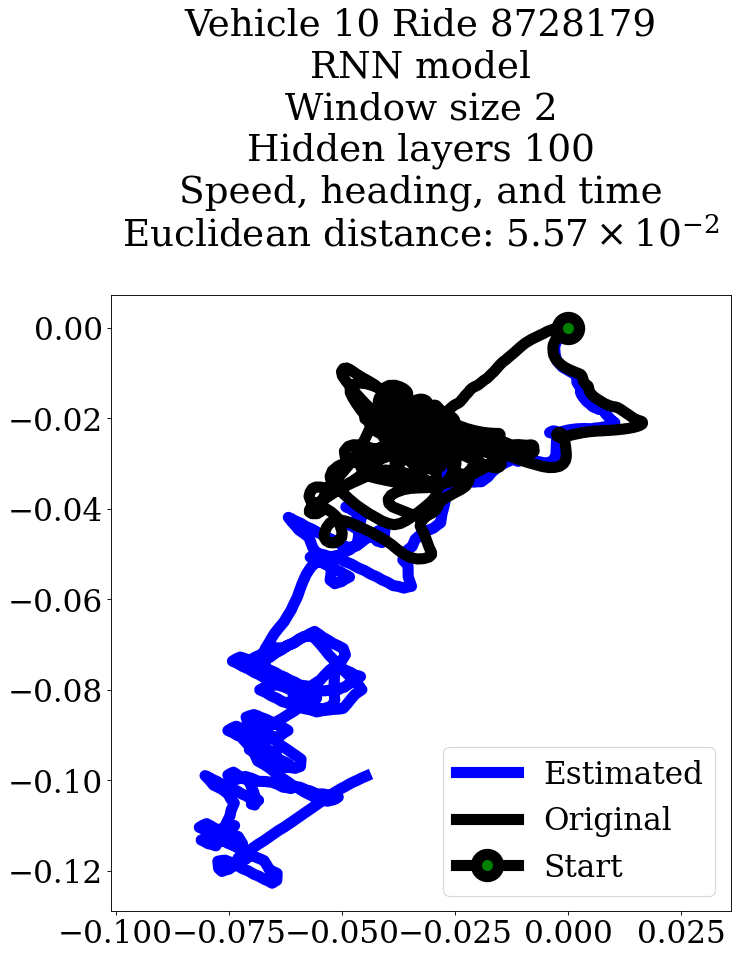 Vehicle 10 Ride 8728179
RNN model
Window size 2
Hidden layers 100
Speed, heading, and time
Euclidean distance: 5.57 × 10⁻²
0.00
−0.02
−0.04
−0.06
−0.08
−0.10
−0.12
Estimated
Original
Start
−0.100 −0.075 −0.050 −0.025 0.000 0.025